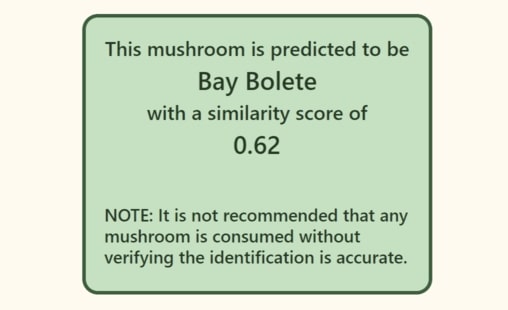 This mushroom is predicted to be
Bay Bolete
with a similarity score of
0.62
NOTE: It is not recommended that any
mushroom is consumed without
verifying the identification is accurate.